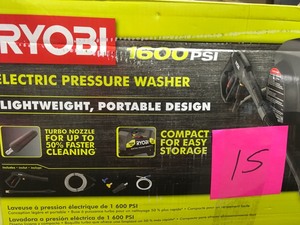 RYOBI
1600 PSI
ELECTRIC PRESSURE WASHER
LIGHTWEIGHT, PORTABLE DESIGN
TURBO NOZZLE
FOR UP TO
50% FASTER
CLEANING
RYOBI
COMPACT
FOR EASY
STORAGE
15
Laveuse à pression électrique de 1 600 PSI
Lavadora a presión eléctrica de 1 600 PSI